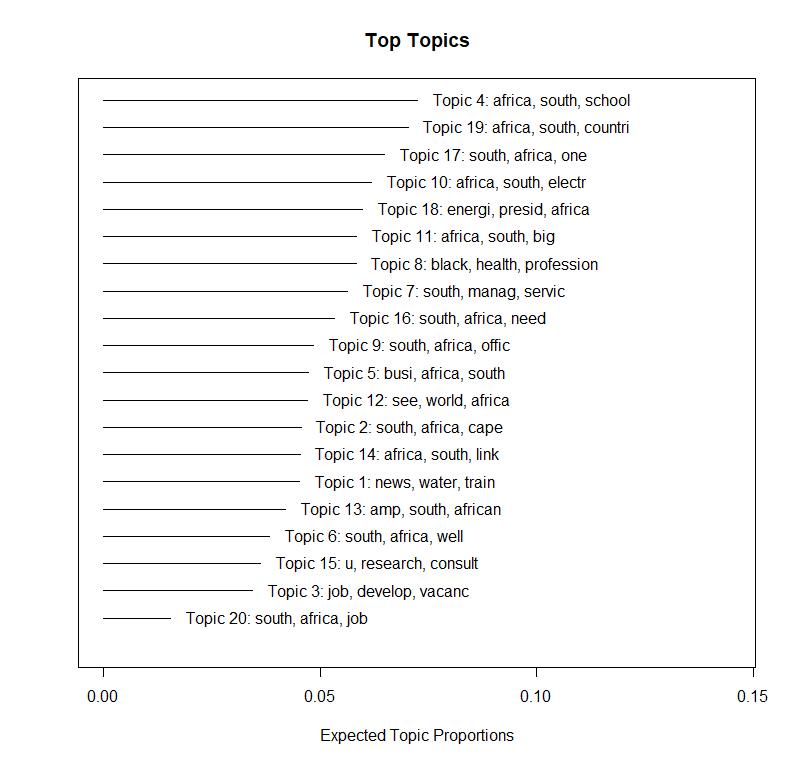 Top Topics
Topic 4: africa, south, school
Topic 19: africa, south, countri
Topic 17: south, africa, one
Topic 10: africa, south, electr
Topic 18: energi, presid, africa
Topic 11: africa, south, big
Topic 8: black, health, profession
Topic 7: south, manag, servic
Topic 16: south, africa, need
Topic 9: south, africa, offic
Topic 5: busi, africa, south
Topic 12: see, world, africa
Topic 2: south, africa, cape
Topic 14: africa, south, link
Topic 1: news, water, train
Topic 13: amp, south, african
Topic 6: south, africa, well
Topic 15: u, research, consult
Topic 3: job, develop, vacanc
Topic 20: south, africa, job
0.00 0.05 0.10 0.15
Expected Topic Proportions